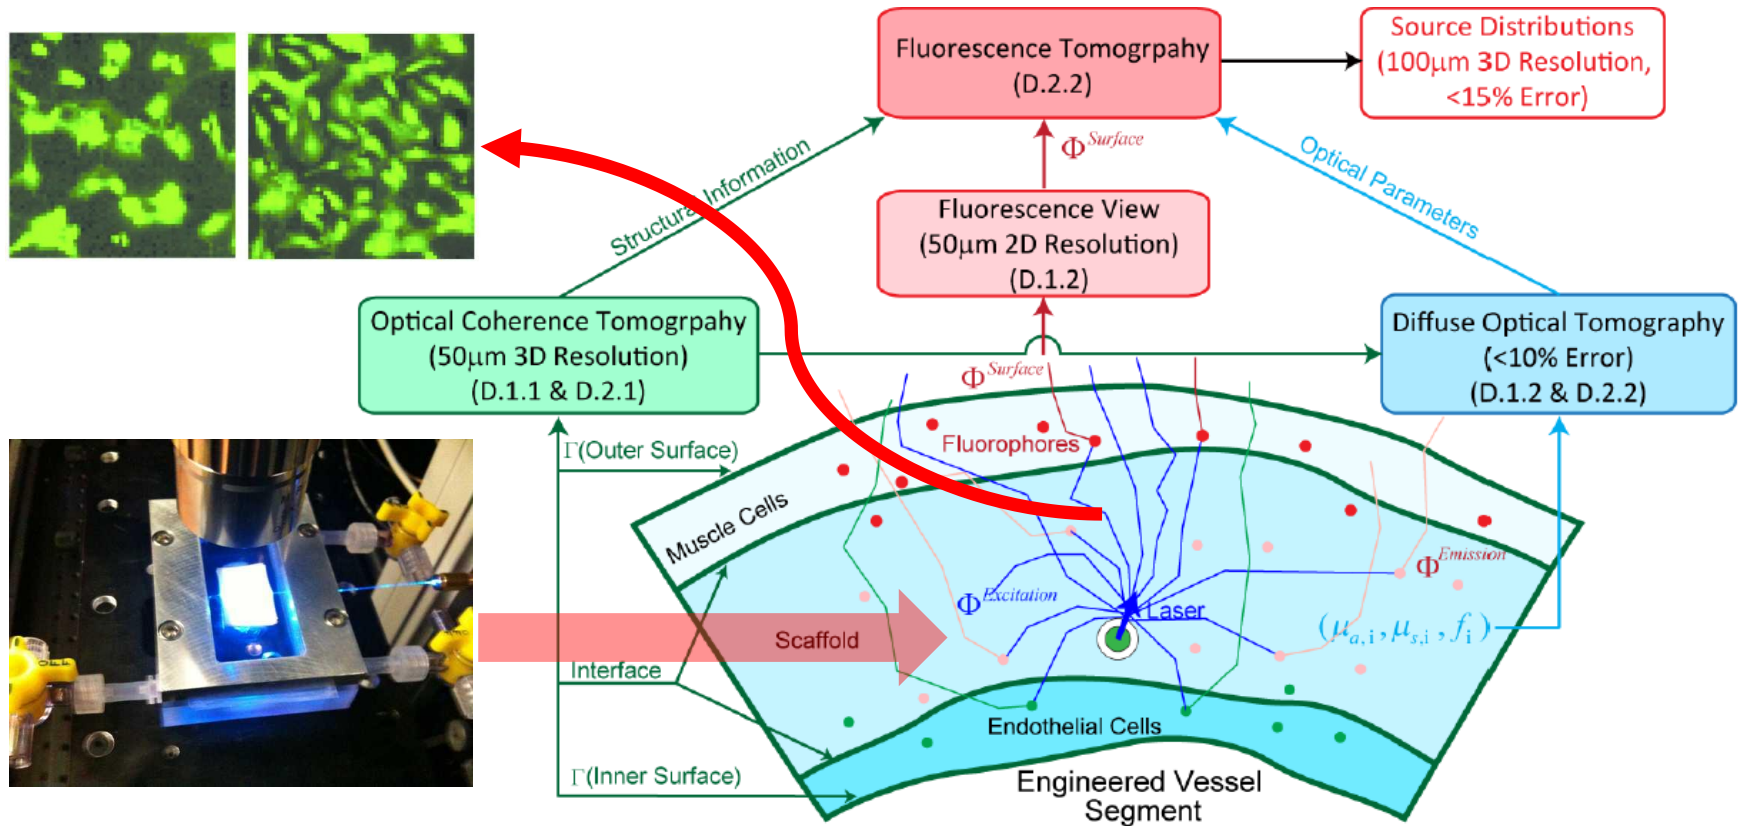 Fluorescence Tomogrpahy
(D.2.2)
Source Distributions
(100μm 3D Resolution,
<15% Error)
Φ^Surface
Structural Information
Optical Parameters
Fluorescence View
(50μm 2D Resolution)
(D.1.2)
Optical Coherence Tomogrpahy
(50μm 3D Resolution)
(D.1.1 & D.2.1)
Diffuse Optical Tomography
(<10% Error)
(D.1.2 & D.2.2)
Φ^Surface
Γ(Outer Surface)
Fluorophores
Muscle Cells
Φ^Emission
Φ^Excitation
Laser
(μa,i, μs,i, fi)
Scaffold
Interface
Endothelial Cells
Γ(Inner Surface)
Engineered Vessel
Segment